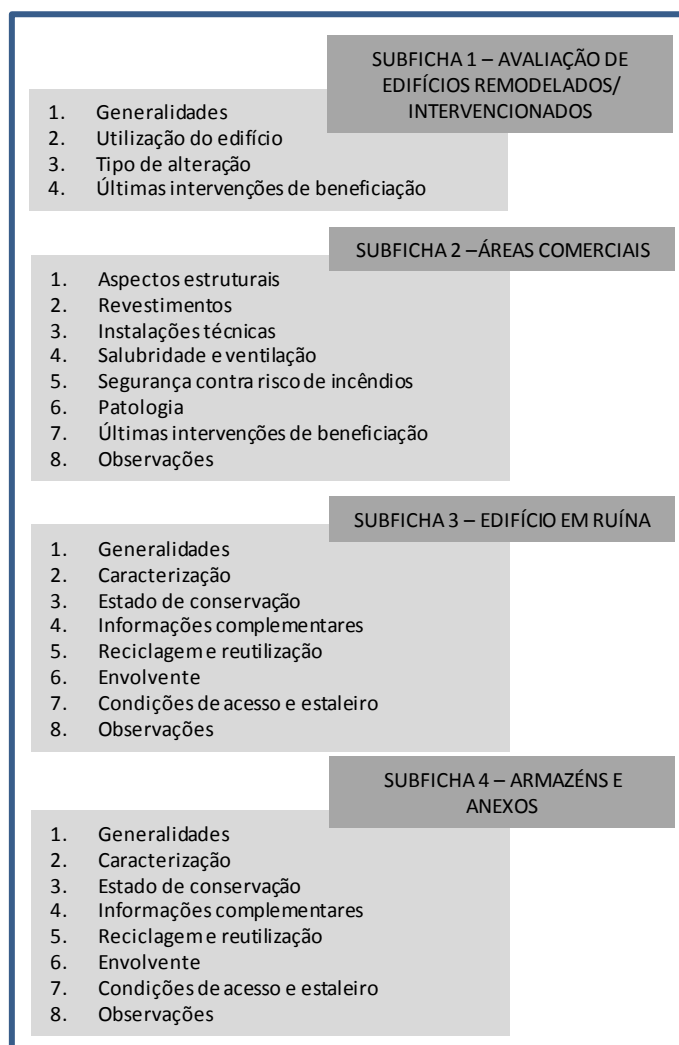 SUBFICHA 1 – AVALIAÇÃO DE
EDIFÍCIOS REMODELADOS/
INTERVENCIONADOS
1. Generalidades
2. Utilização do edifício
3. Tipo de alteração
4. Últimas intervenções de beneficiação
SUBFICHA 2 –ÁREAS COMERCIAIS
1. Aspectos estruturais
2. Revestimentos
3. Instalações técnicas
4. Salubridade e ventilação
5. Segurança contra risco de incêndios
6. Patologia
7. Últimas intervenções de beneficiação
8. Observações
SUBFICHA 3 – EDIFÍCIO EM RUÍNA
1. Generalidades
2. Caracterização
3. Estado de conservação
4. Informações complementares
5. Reciclagem e reutilização
6. Envolvente
7. Condições de acesso e estaleiro
8. Observações
SUBFICHA 4 – ARMAZÉNS E
ANEXOS
1. Generalidades
2. Caracterização
3. Estado de conservação
4. Informações complementares
5. Reciclagem e reutilização
6. Envolvente
7. Condições de acesso e estaleiro
8. Observações